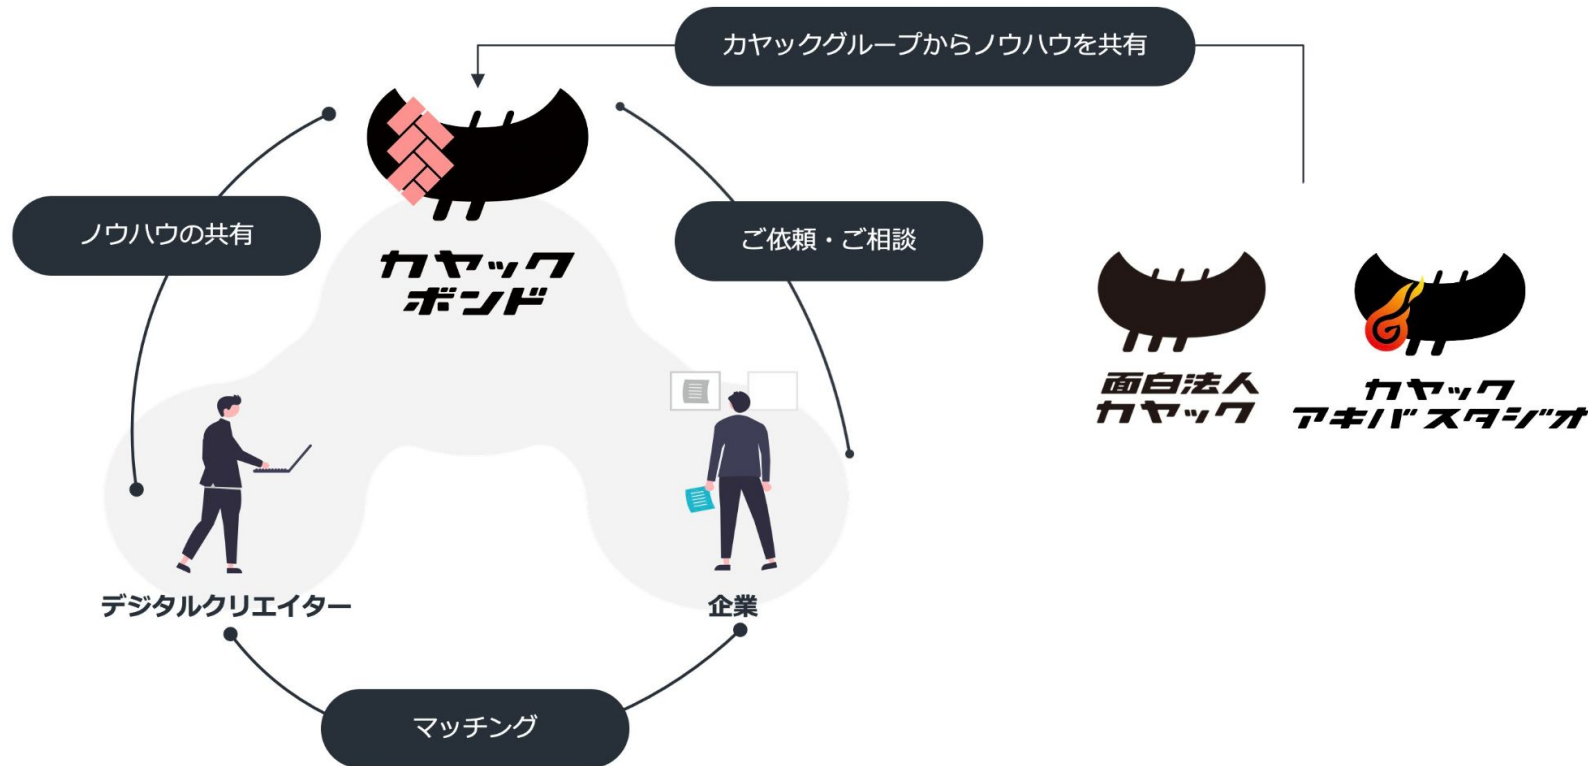 カヤックグループからノウハウを共有
ノウハウの共有
カヤック
ボンド
ご依頼・ご相談
面白法人
カヤック
カヤック
アキバスタジオ
デジタルクリエイター
企業
マッチング